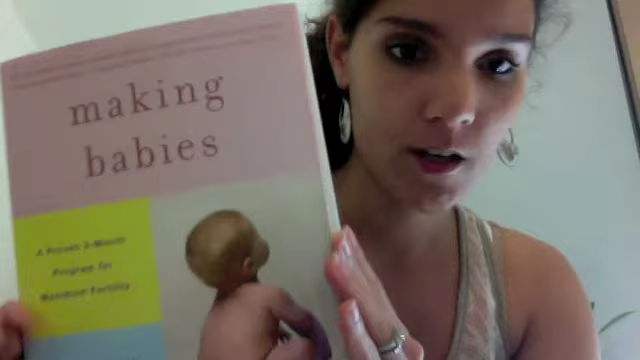 making
babies
A Proven 3-Month
Program for
Maximum Fertility